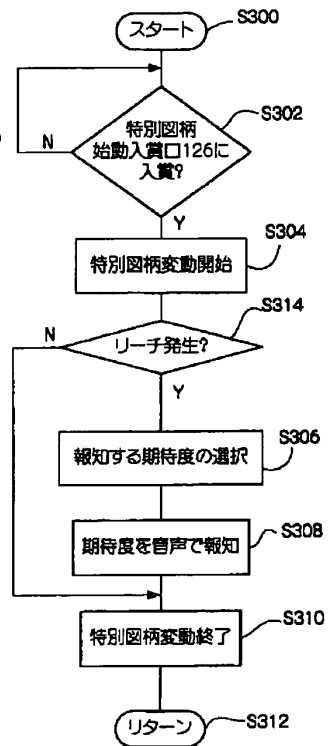 スタート
S300
特別図柄
始動入賞口126に
入賞?
S302
N
Y
特別図柄変動開始
S304
リーチ発生?
S314
N
Y
報知する期待度の選択
S306
期待度を音声で報知
S308
特別図柄変動終了
S310
リターン
S312